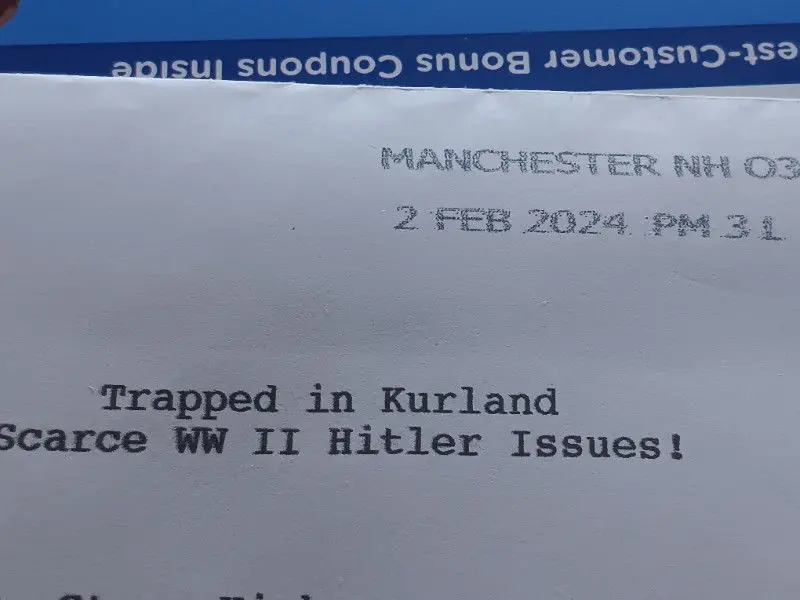 est-Customer Bonus Coupons Inside
MANCHESTER NH 03
2 FEB 2024 PM 3 L
Trapped in Kurland
Scarce WW II Hitler Issues!